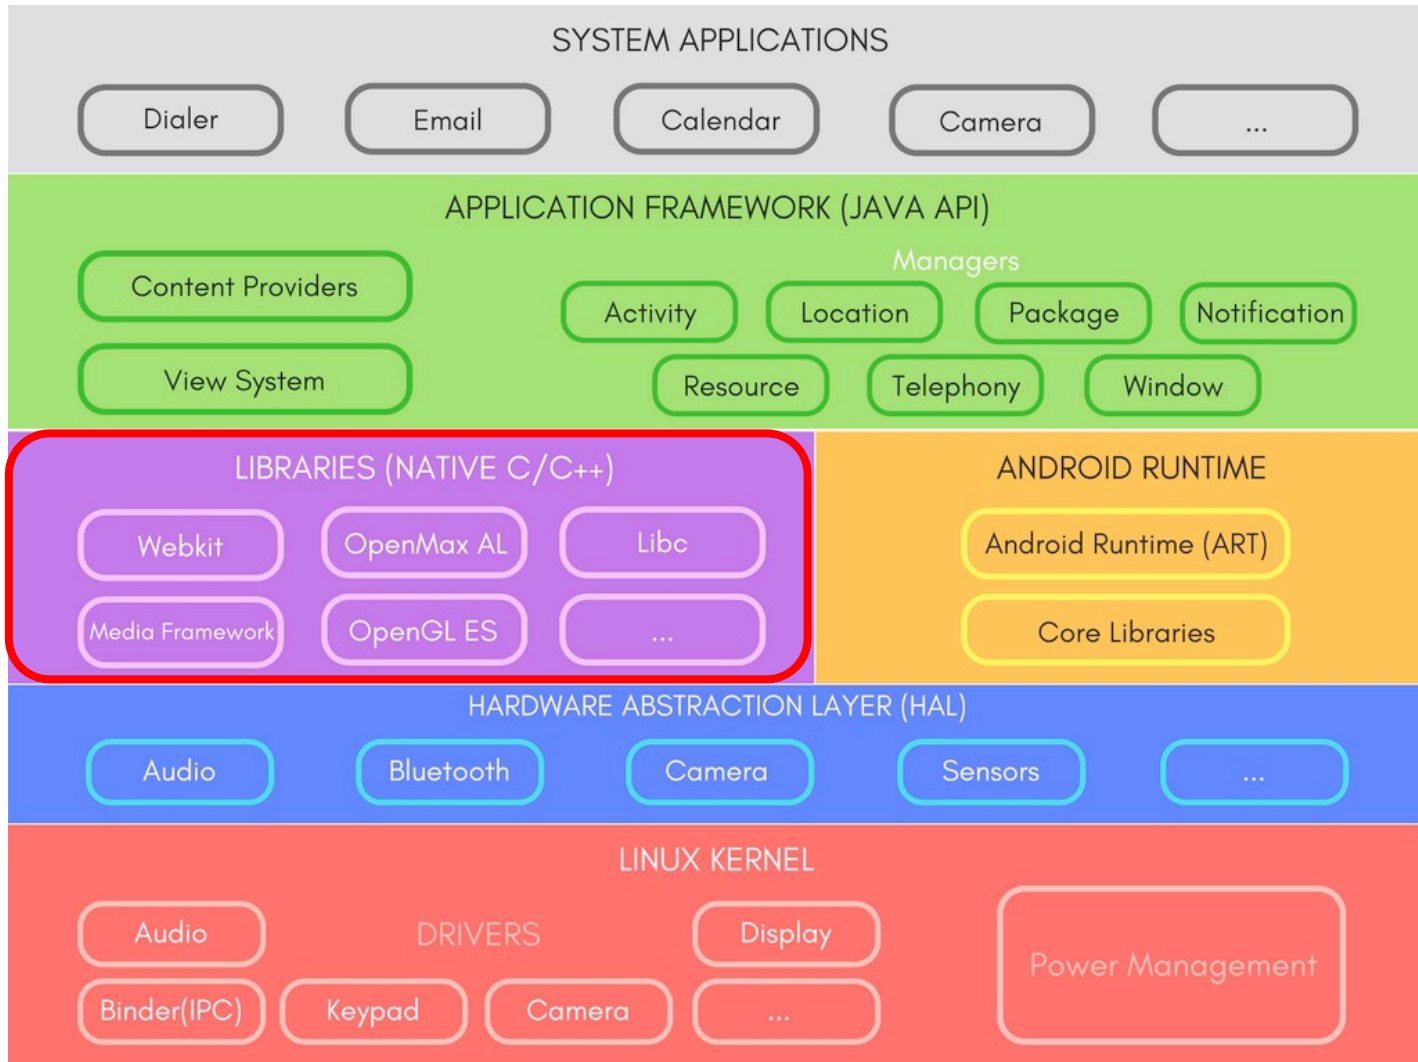 SYSTEM APPLICATIONS
Dialer
Email
Calendar
Camera
...
APPLICATION FRAMEWORK (JAVA API)
Content Providers
View System
Managers
Activity
Location
Package
Notification
Resource
Telephony
Window
LIBRARIES (NATIVE C/C++)
Webkit
OpenMax AL
Libc
Media Framework
OpenGL ES
...
ANDROID RUNTIME
Android Runtime (ART)
Core Libraries
HARDWARE ABSTRACTION LAYER (HAL)
Audio
Bluetooth
Camera
Sensors
...
LINUX KERNEL
Audio
DRIVERS
Display
Binder(IPC)
Keypad
Camera
...
Power Management